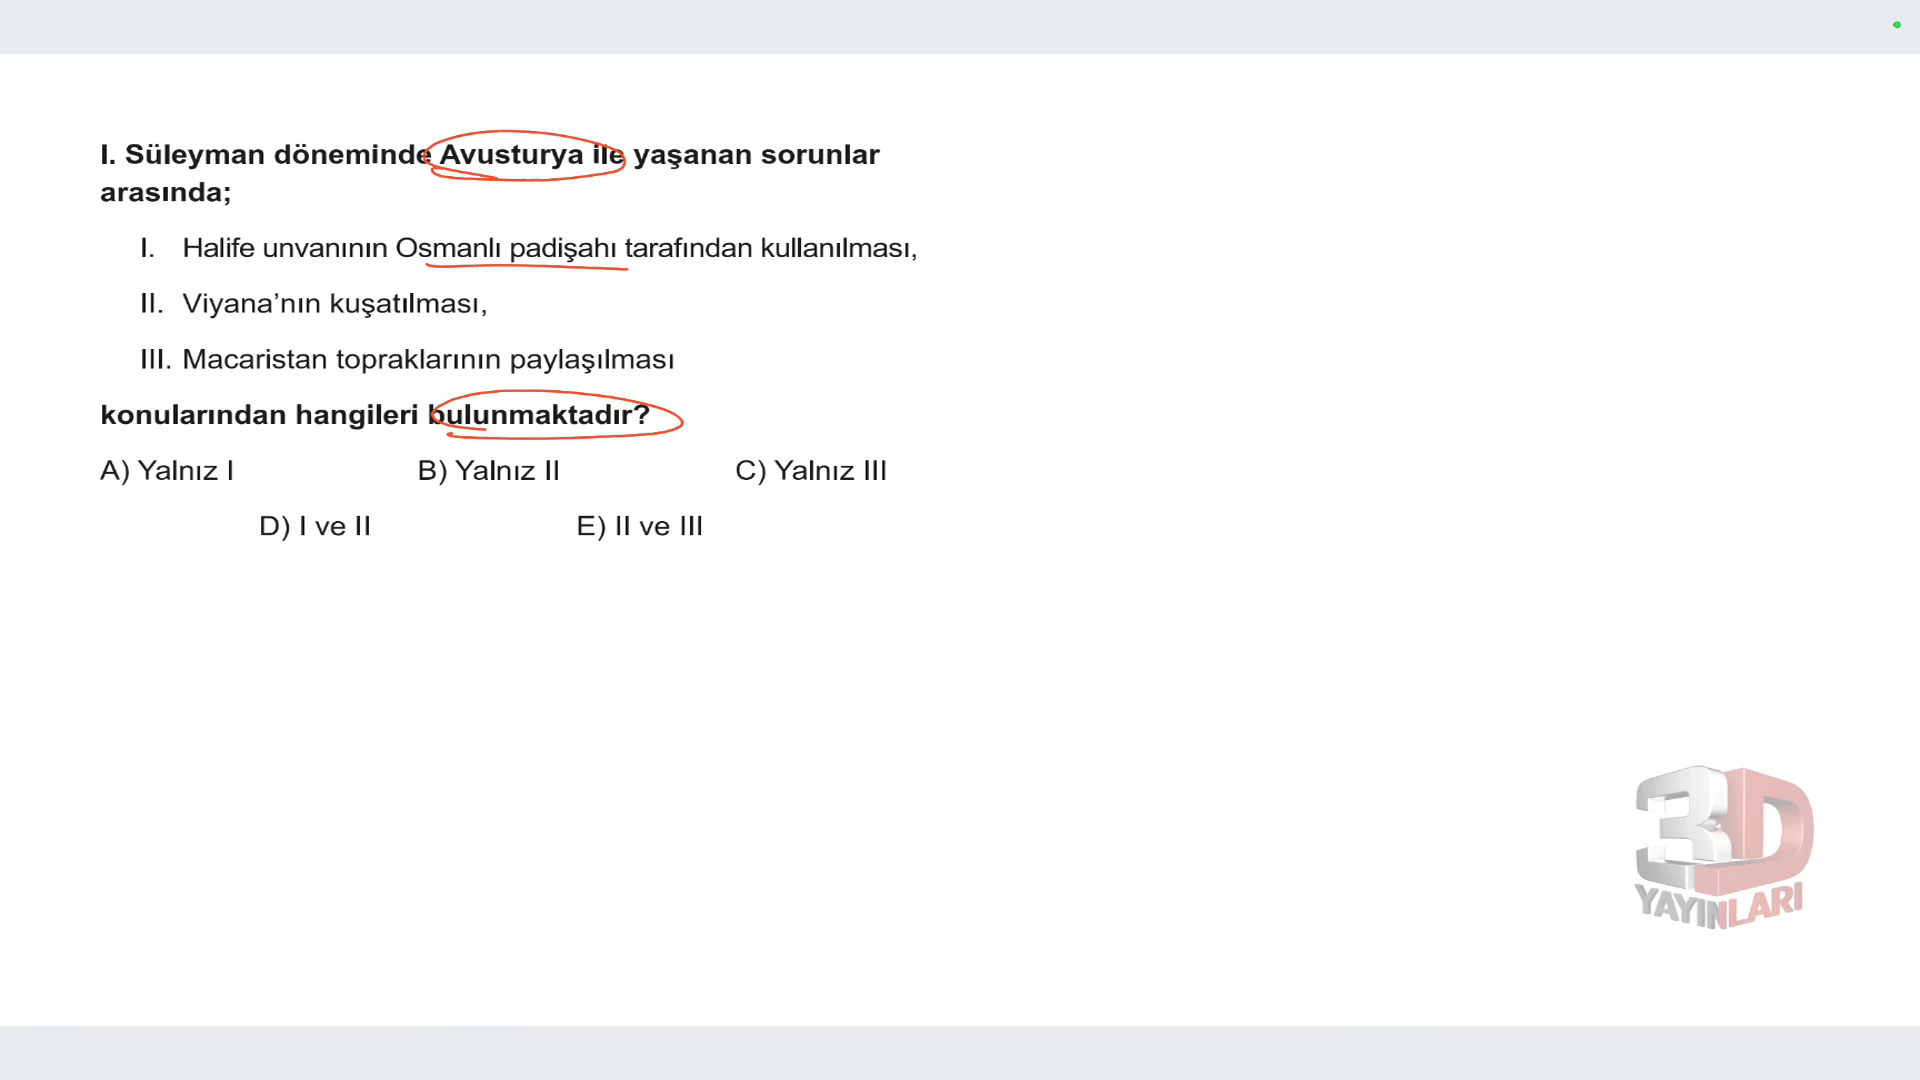 I. Süleyman döneminde Avusturya ile yaşanan sorunlar
arasında;
I. Halife unvanının Osmanlı padişahı tarafından kullanılması,
II. Viyana’nın kuşatılması,
III. Macaristan topraklarının paylaşılması
konularından hangileri bulunmaktadır?
A) Yalnız I B) Yalnız II C) Yalnız III
D) I ve II E) II ve III
3D
YAYINLARI